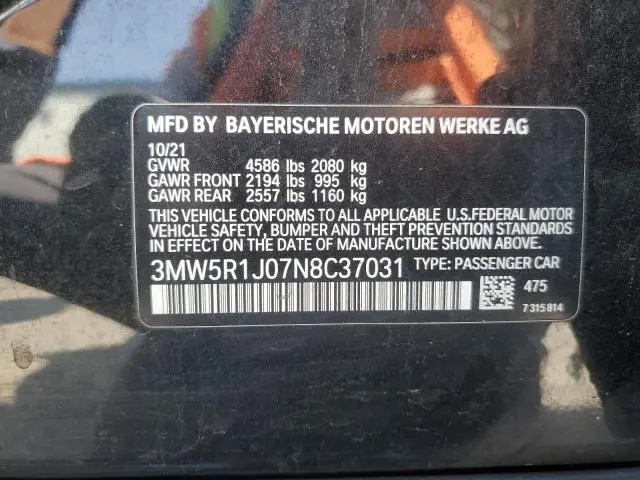 MFD BY BAYERISCHE MOTOREN WERKE AG
10/21
GVWR 4586 lbs 2080 kg
GAWR FRONT 2194 lbs 995 kg
GAWR REAR 2557 lbs 1160 kg
THIS VEHICLE CONFORMS TO ALL APPLICABLE U.S.FEDERAL MOTOR
VEHICLE SAFETY, BUMPER AND THEFT PREVENTION STANDARDS
IN EFFECT ON THE DATE OF MANUFACTURE SHOWN ABOVE.
3MW5R1J07N8C37031 TYPE: PASSENGER CAR
475
7 315 814